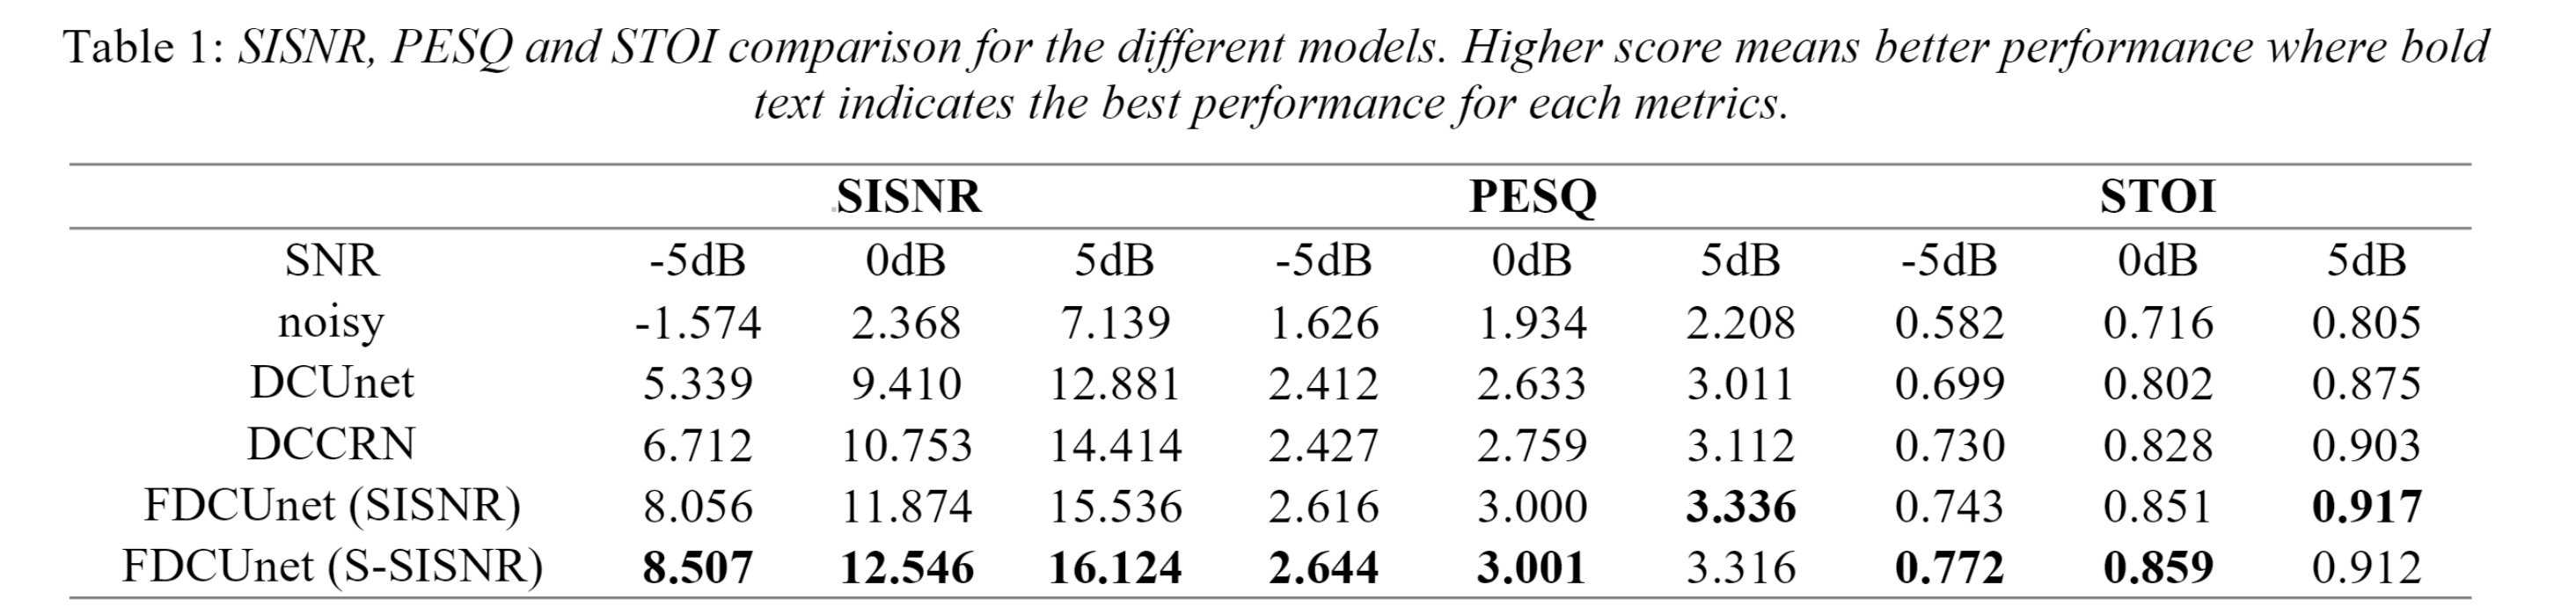 Table 1: SISNR, PESQ and STOI comparison for the different models. Higher score means better performance where bold
text indicates the best performance for each metrics.
SISNR PESQ STOI
SNR -5dB 0dB 5dB -5dB 0dB 5dB -5dB 0dB 5dB
noisy -1.574 2.368 7.139 1.626 1.934 2.208 0.582 0.716 0.805
DCUnet 5.339 9.410 12.881 2.412 2.633 3.011 0.699 0.802 0.875
DCCRN 6.712 10.753 14.414 2.427 2.759 3.112 0.730 0.828 0.903
FDCUnet (SISNR) 8.056 11.874 15.536 2.616 3.000 3.336 0.743 0.851 0.917
FDCUnet (S-SISNR) 8.507 12.546 16.124 2.644 3.001 3.316 0.772 0.859 0.912